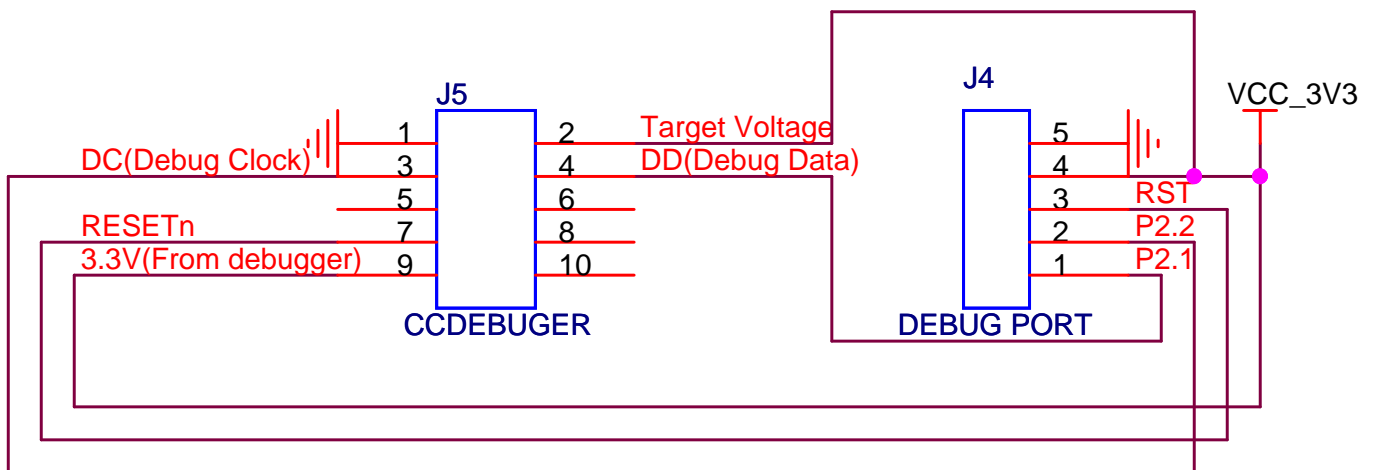 J5
J4
VCC_3V3
1
2
Target Voltage
5
DC(Debug Clock)
3
4
DD(Debug Data)
4
5
6
3
RST
RESETn
7
8
2
P2.2
3.3V(From debugger)
9
10
1
P2.1
CCDEBUGER
DEBUG PORT